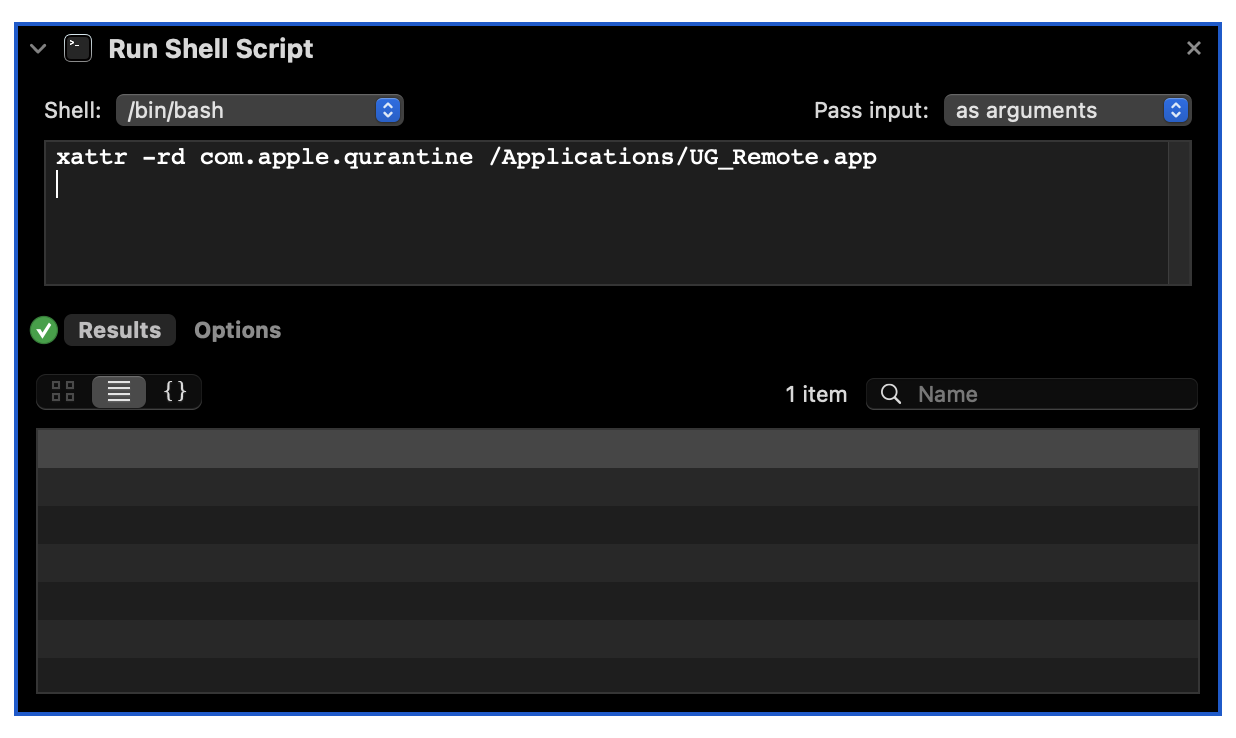 Run Shell Script
Shell: /bin/bash Pass input: as arguments
xattr -rd com.apple.qurantine /Applications/UG_Remote.app
Results Options
{} 1 item Name